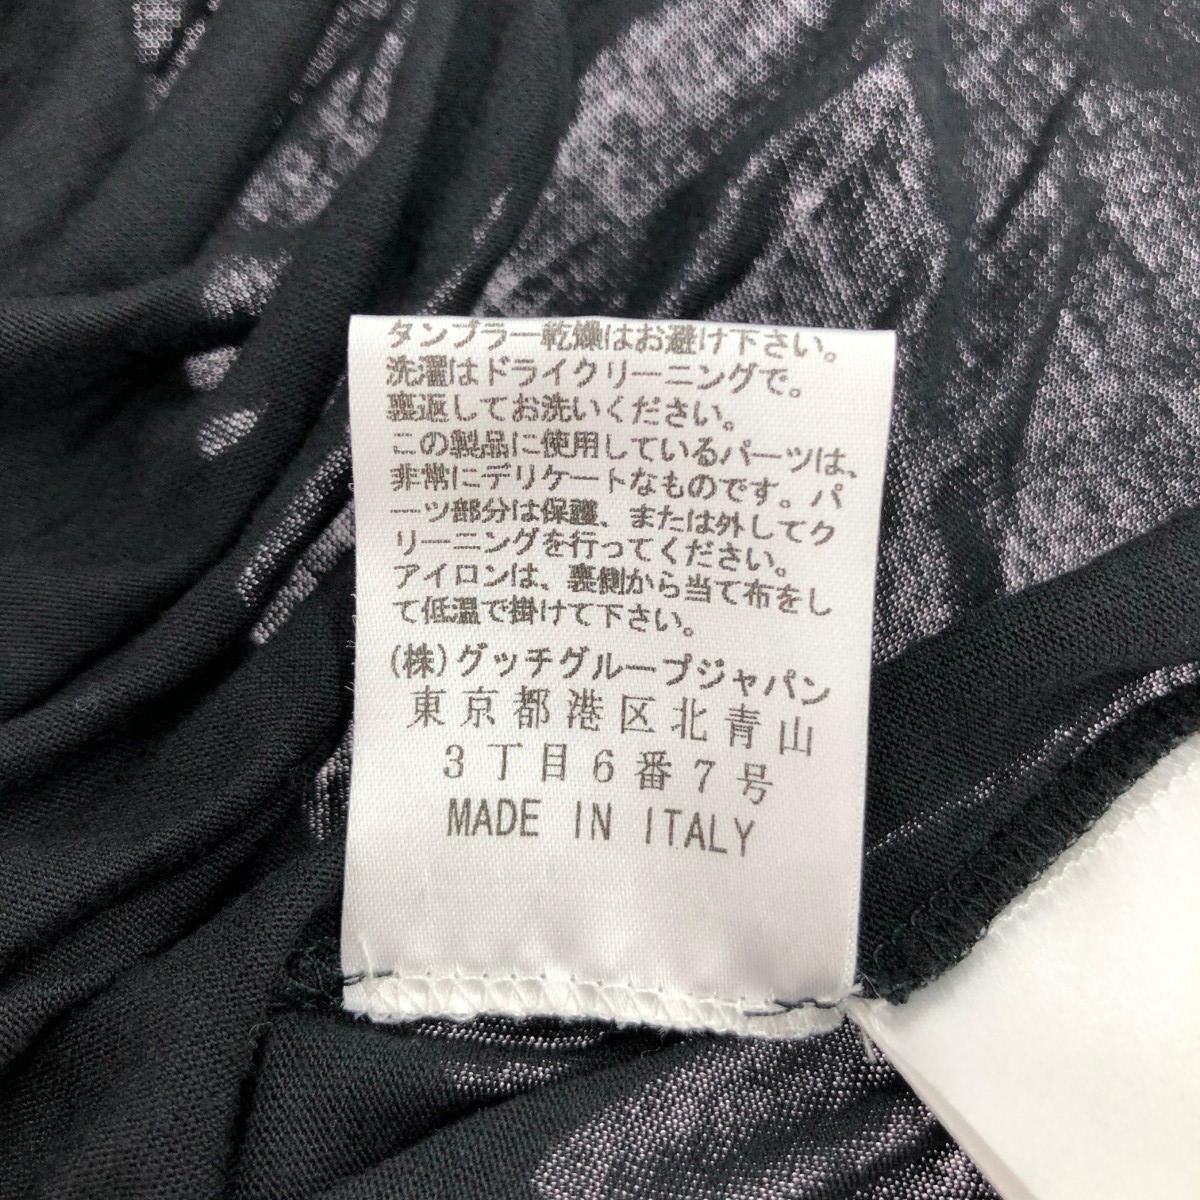 タンブラー乾燥はお避け下さい。
洗濯はドライクリーニングで。
裏返してお洗いください。
この製品に使用しているパーツは、
非常にデリケートなものです。パ
ーツ部分は保護、または外してク
リーニングを行ってください。
アイロンは、裏側から当て布をし
て低温で掛けて下さい。
(株)グッチグループジャパン
東京都港区北青山
3丁目6番7号
MADE IN ITALY